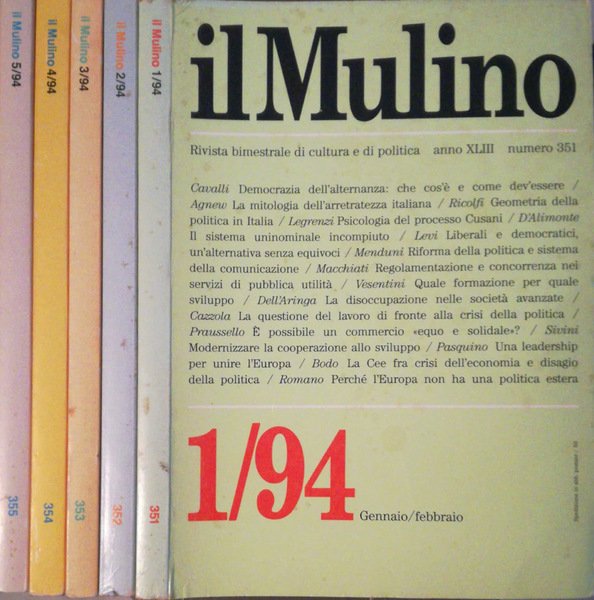 il Mulino 5/94
355
il Mulino 4/94
354
il Mulino 3/94
353
il Mulino 2/94
352
il Mulino 1/94
351
il Mulino
Rivista bimestrale di cultura e di politica anno XLIII numero 351
Cavalli Democrazia dell'alternanza: che cos'è e come dev'essere /
Agnew La mitologia dell'arretratezza italiana / Ricolfi Geometria della
politica in Italia / Legrenzi Psicologia del processo Cusani / D'Alimonte
Il sistema uninominale incompiuto / Levi Liberali e democratici,
un'alternativa senza equivoci / Menduni Riforma della politica e sistema
della comunicazione / Macchiati Regolamentazione e concorrenza nei
servizi di pubblica utilità / Vesentini Quale formazione per quale
sviluppo / Dell'Aringa La disoccupazione nelle società avanzate /
Cazzola La questione del lavoro di fronte alla crisi della politica /
Praussello È possibile un commercio «equo e solidale»? / Sivini
Modernizzare la cooperazione allo sviluppo / Pasquino Una leadership
per unire l'Europa / Bodo La Cee fra crisi dell'economia e disagio
della politica / Romano Perché l'Europa non ha una politica estera
1/94
Gennaio/febbraio